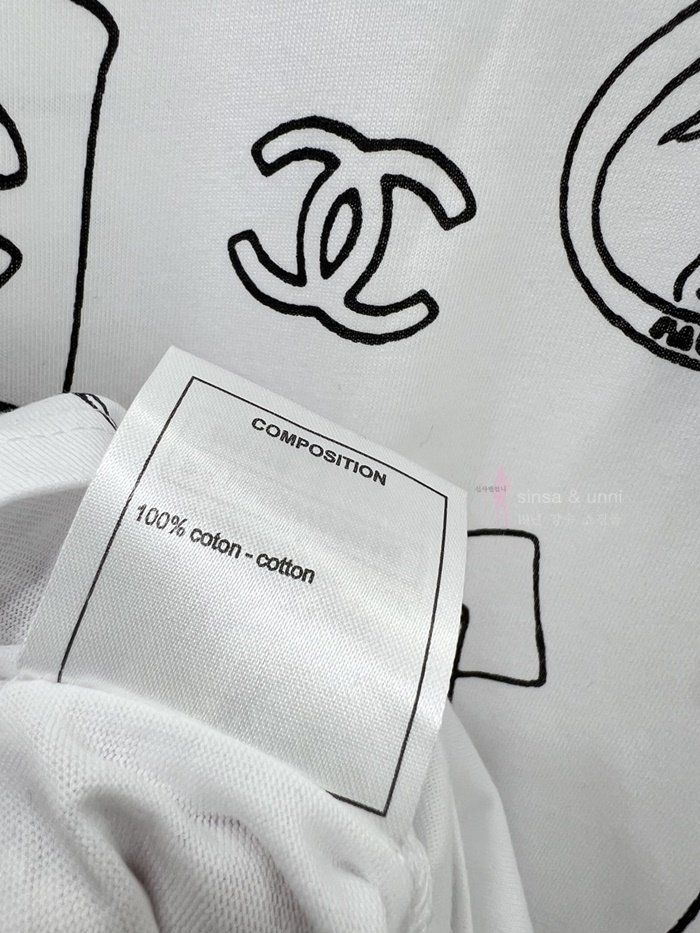 COMPOSITION
100% coton - cotton
sinsa & unni